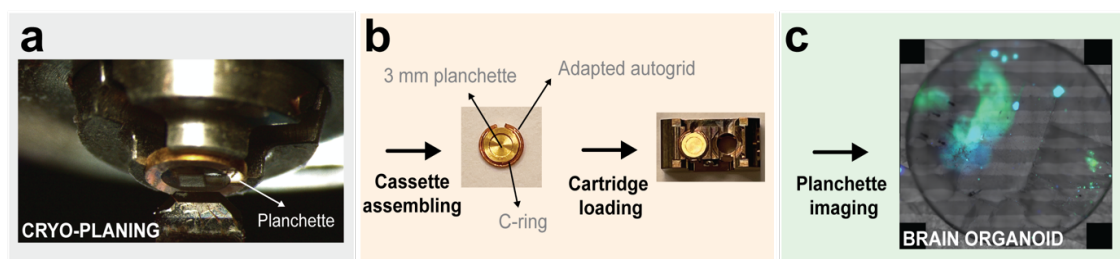 a
CRYO-PLANING
Planchette
b
3 mm planchette
Adapted autogrid
Cassette
assembling
C-ring
Cartridge
loading
c
Planchette
imaging
BRAIN ORGANOID